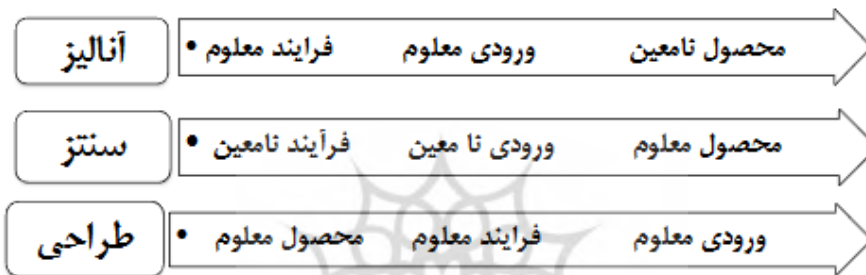 محصول نامعین ورودی معلوم فرایند معلوم • آنالیز
محصول معلوم ورودی نا معین فرآیند نامعین • سنتز
ورودی معلوم فرایند معلوم محصول معلوم • طراحی